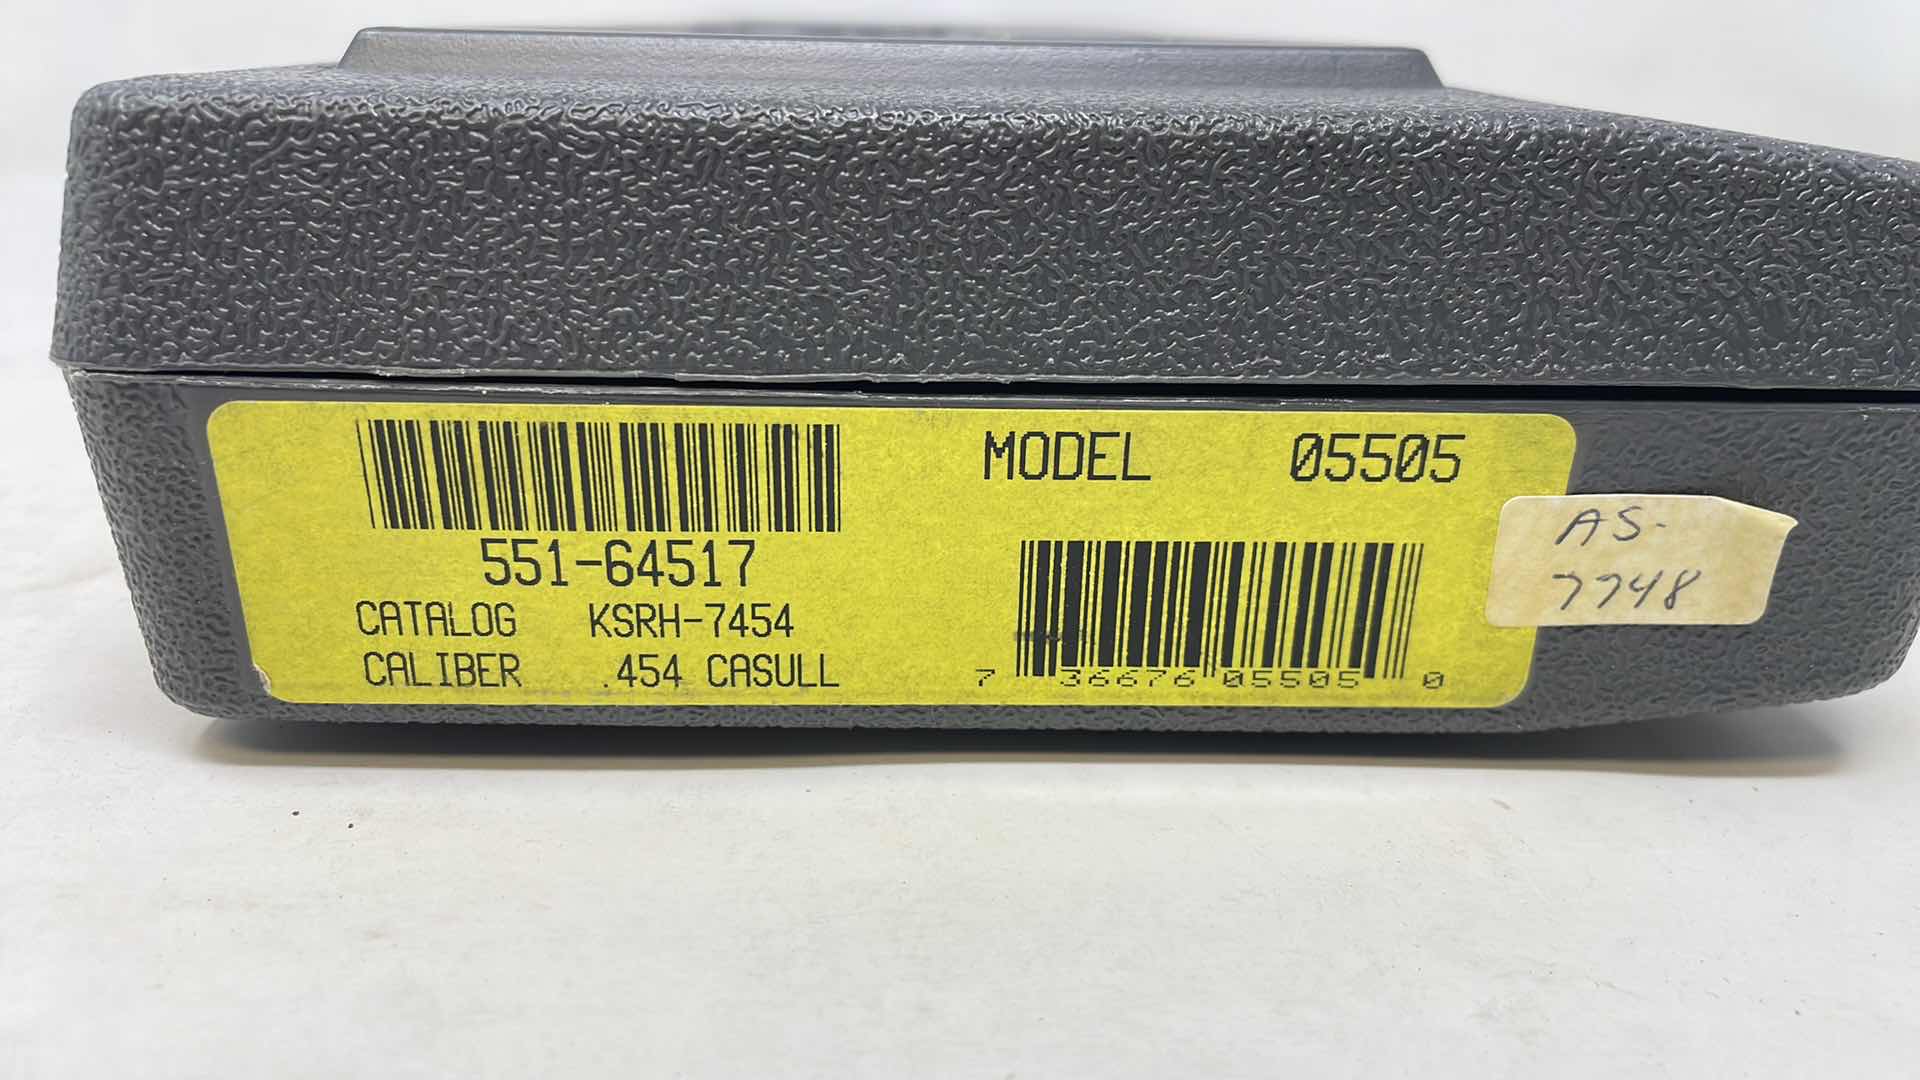 551-64517
CATALOG KSRH-7454
CALIBER .454 CASULL
MODEL 05505
7 36676 05505 0
AS-
7748